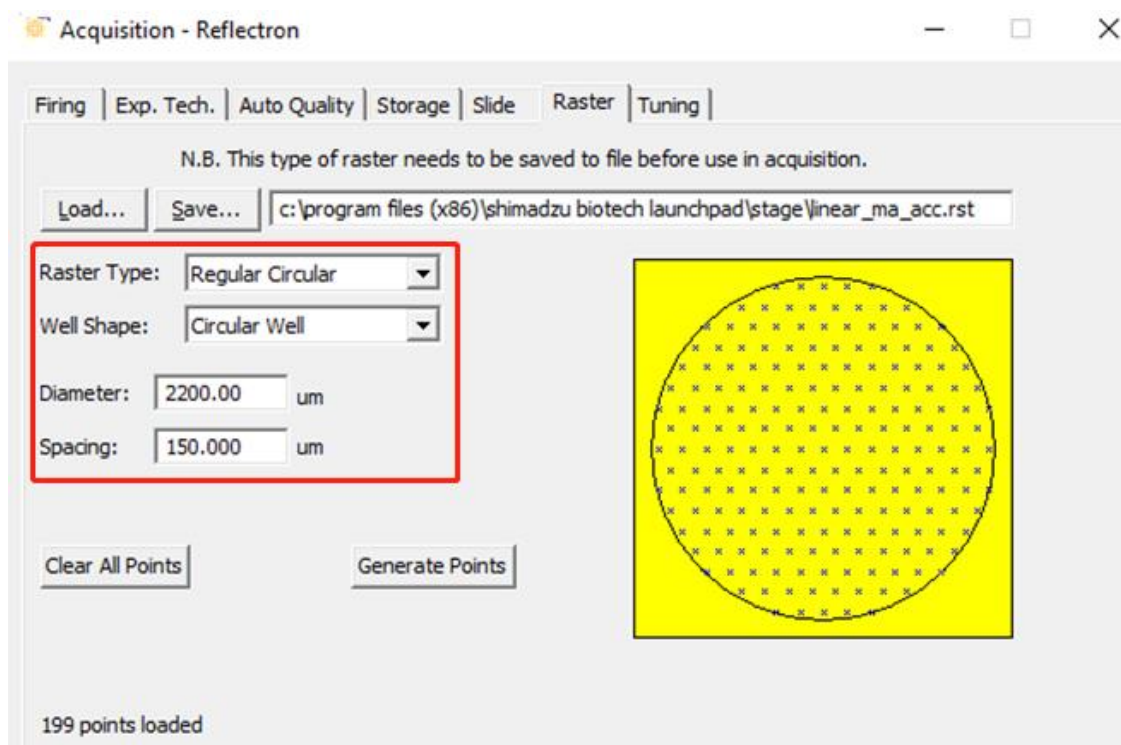 Acquisition - Reflectron
Firing Exp. Tech. Auto Quality Storage Slide Raster Tuning
N.B. This type of raster needs to be saved to file before use in acquisition.
Load... Save... c:\program files (x86)\shimadzu biotech launchpad\stage\linear_ma_acc.rst
Raster Type: Regular Circular
Well Shape: Circular Well
Diameter: 2200.00 um
Spacing: 150.000 um
Clear All Points Generate Points
199 points loaded